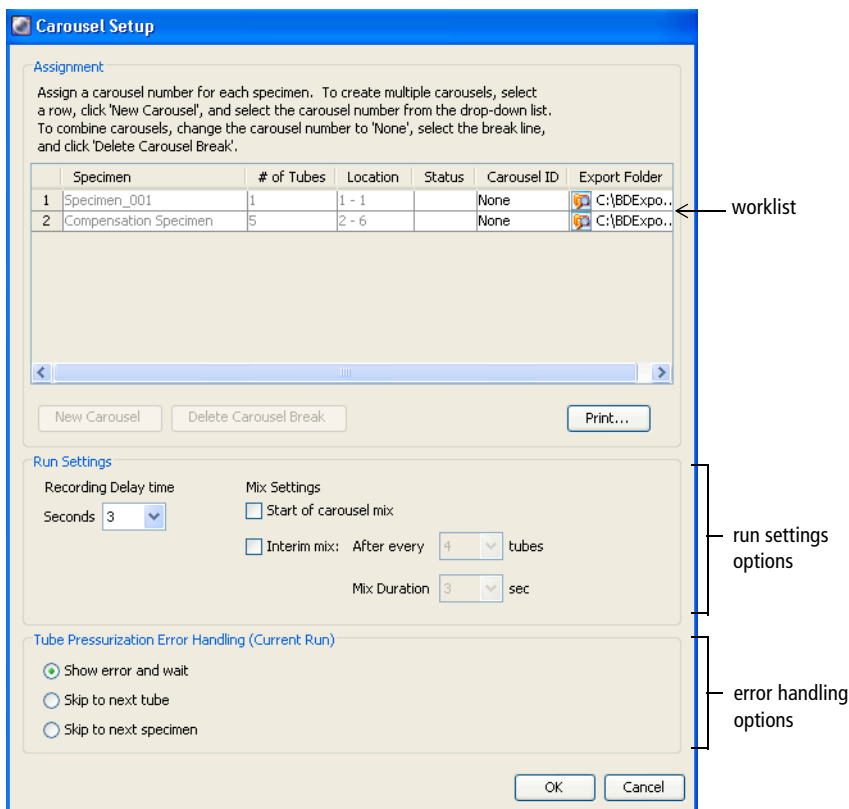 Carousel Setup
Assignment
Assign a carousel number for each specimen. To create multiple carousels, select
a row, click 'New Carousel', and select the carousel number from the drop-down list.
To combine carousels, change the carousel number to 'None', select the break line,
and click 'Delete Carousel Break'.
Specimen # of Tubes Location Status Carousel ID Export Folder
1 Specimen_001 1 1 - 1 None C:\BDExpo..
2 Compensation Specimen 5 2 - 6 None C:\BDExpo..
worklist
New Carousel Delete Carousel Break Print...
Run Settings
Recording Delay time Mix Settings
Seconds 3 Start of carousel mix
Interim mix: After every 4 tubes
Mix Duration 3 sec
run settings
options
Tube Pressurization Error Handling (Current Run)
Show error and wait
Skip to next tube
Skip to next specimen
error handling
options
OK Cancel